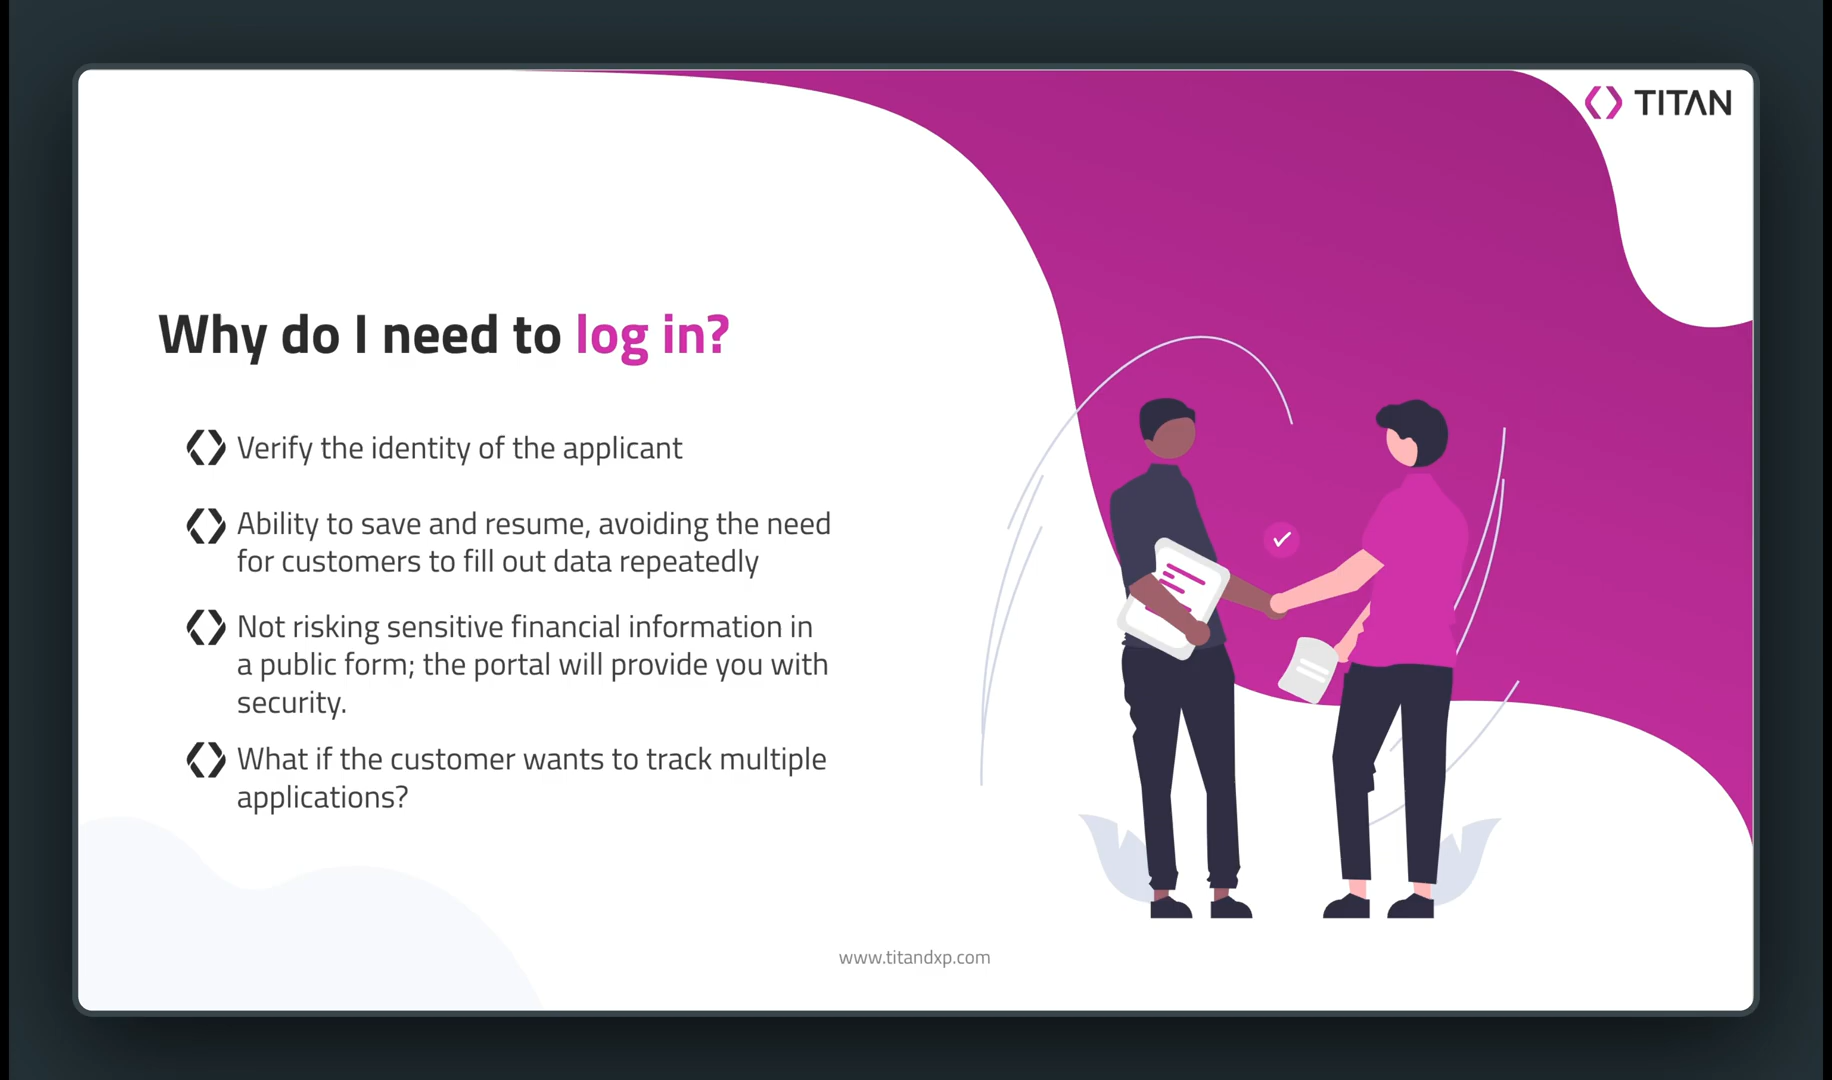 TITAN
Why do I need to log in?
Verify the identity of the applicant
Ability to save and resume, avoiding the need
for customers to fill out data repeatedly
Not risking sensitive financial information in
a public form; the portal will provide you with
security.
What if the customer wants to track multiple
applications?
www.titandxp.com